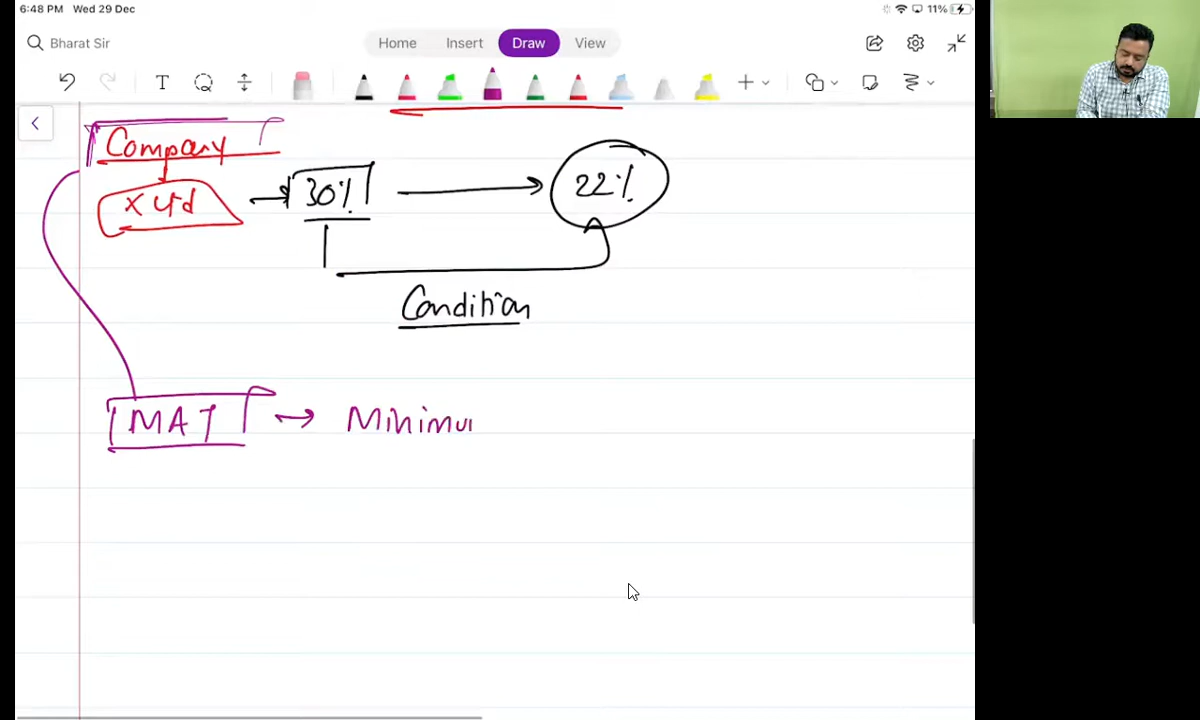 6:48 PM Wed 29 Dec
11%
Bharat Sir
Home Insert Draw View
T
Company
X Ltd → 30% → 22%
Condition
MAT → Minimu